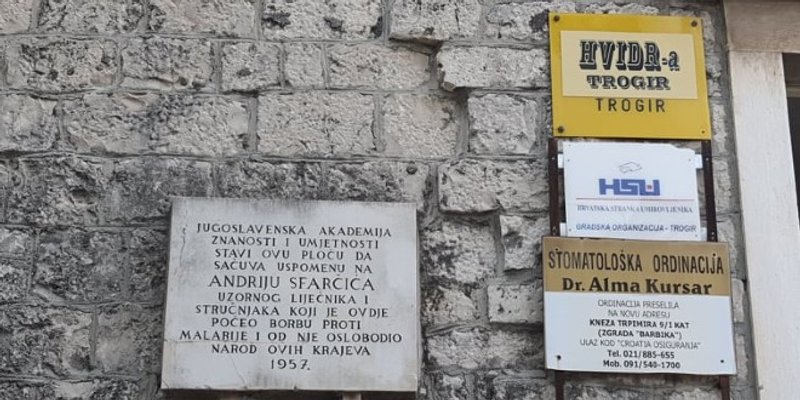 JUGOSLAVENSKA AKADEMIJA
ZNANOSTI I UMJETNOSTI
STAVI OVU PLOČU DA
SAČUVA USPOMENU NA
ANDRIJU SFARČIĆA
UZORNOG LIJEČNIKA I
STRUČNJAKA KOJI JE OVDJE
POČEO BORBU PROTI
MALARIJE I OD NJE OSLOBODIO
NAROD OVIH KRAJEVA
1957.
HVIDR-a
TROGIR
TROGIR
HSU
HRVATSKA STRANKA UMIROVLJENIKA
GRADSKA ORGANIZACIJA - TROGIR
STOMATOLOŠKA ORDINACIJA
Dr. Alma Kursar
ORDINACIJA PRESELILA
NA NOVU ADRESU
KNEZA TRPIMIRA 9/1 KAT
(ZGRADA "BARBIKA")
ULAZ KOD "CROATIA OSIGURANJA"
Tel. 021/885-655
Mob. 091/540-1700